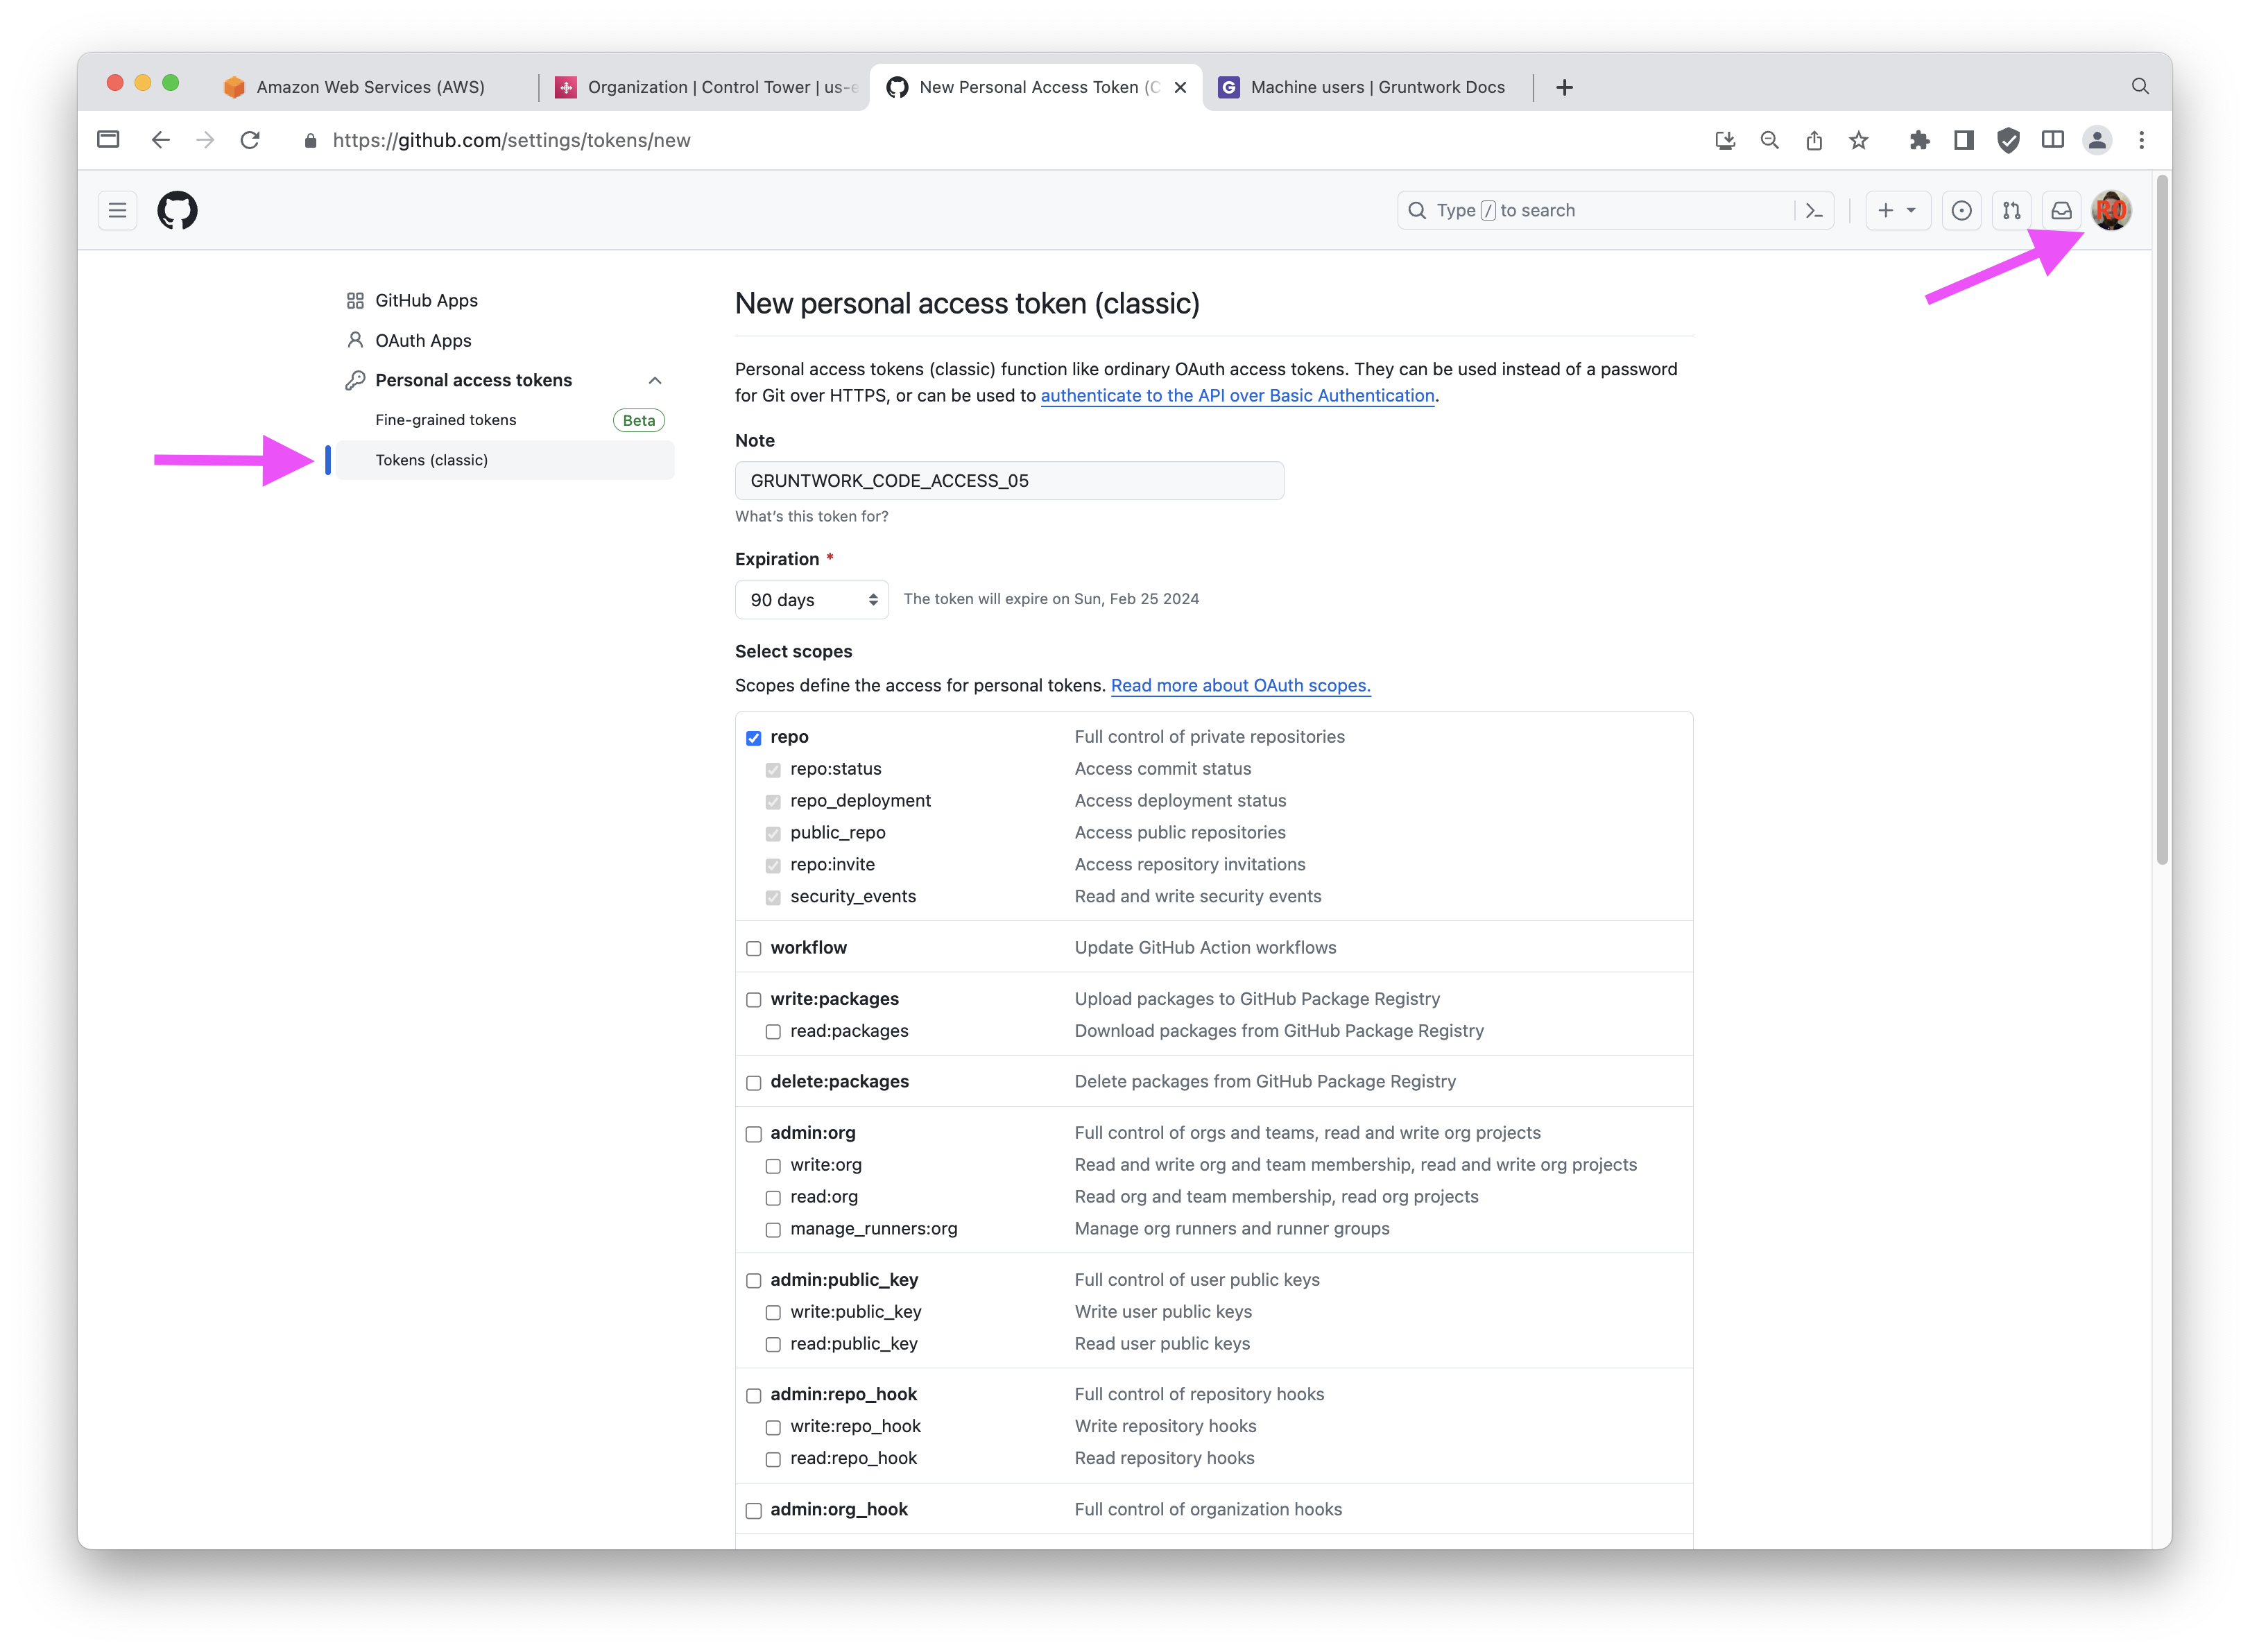 Amazon Web Services (AWS)
Organization | Control Tower | us-e
New Personal Access Token (C
Machine users | Gruntwork Docs
https://github.com/settings/tokens/new
Type / to search
RO
GitHub Apps
OAuth Apps
Personal access tokens
Fine-grained tokens Beta
Tokens (classic)
New personal access token (classic)
Personal access tokens (classic) function like ordinary OAuth access tokens. They can be used instead of a password
for Git over HTTPS, or can be used to authenticate to the API over Basic Authentication.
Note
GRUNTWORK_CODE_ACCESS_05
What's this token for?
Expiration *
90 days The token will expire on Sun, Feb 25 2024
Select scopes
Scopes define the access for personal tokens. Read more about OAuth scopes.
repo Full control of private repositories
repo:status Access commit status
repo_deployment Access deployment status
public_repo Access public repositories
repo:invite Access repository invitations
security_events Read and write security events
workflow Update GitHub Action workflows
write:packages Upload packages to GitHub Package Registry
read:packages Download packages from GitHub Package Registry
delete:packages Delete packages from GitHub Package Registry
admin:org Full control of orgs and teams, read and write org projects
write:org Read and write org and team membership, read and write org projects
read:org Read org and team membership, read org projects
manage_runners:org Manage org runners and runner groups
admin:public_key Full control of user public keys
write:public_key Write user public keys
read:public_key Read user public keys
admin:repo_hook Full control of repository hooks
write:repo_hook Write repository hooks
read:repo_hook Read repository hooks
admin:org_hook Full control of organization hooks